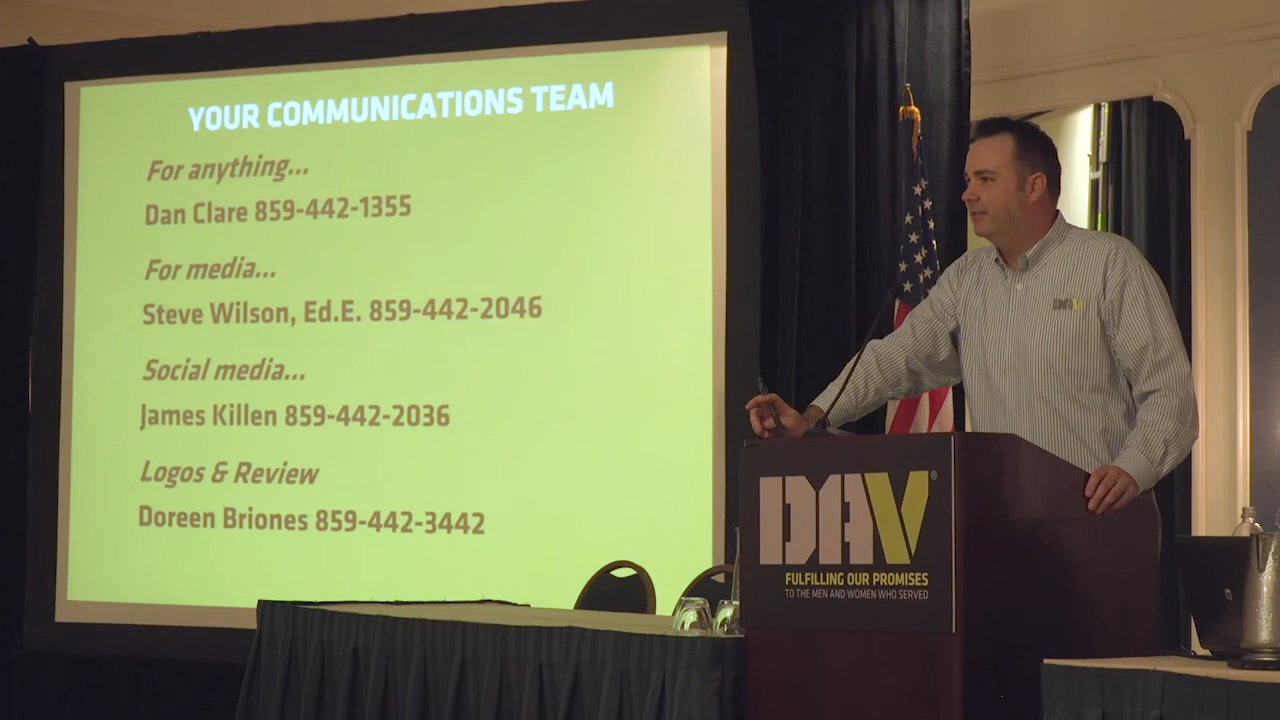 YOUR COMMUNICATIONS TEAM
For anything...
Dan Clare 859-442-1355
For media...
Steve Wilson, Ed.E. 859-442-2046
Social media...
James Killen 859-442-2036
Logos & Review
Doreen Briones 859-442-3442
DAV
DAV®
FULFILLING OUR PROMISES
TO THE MEN AND WOMEN WHO SERVED